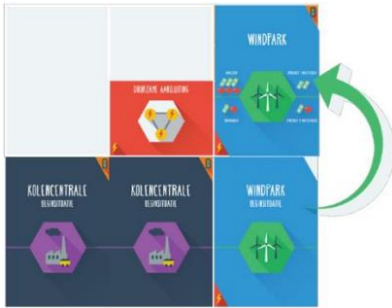 WINDPARK
DUURZAME AANSLUITING
KOLENCENTRALE
BEGINSITUATIE
KOLENCENTRALE
BEGINSITUATIE
WINDPARK
BEGINSITUATIE